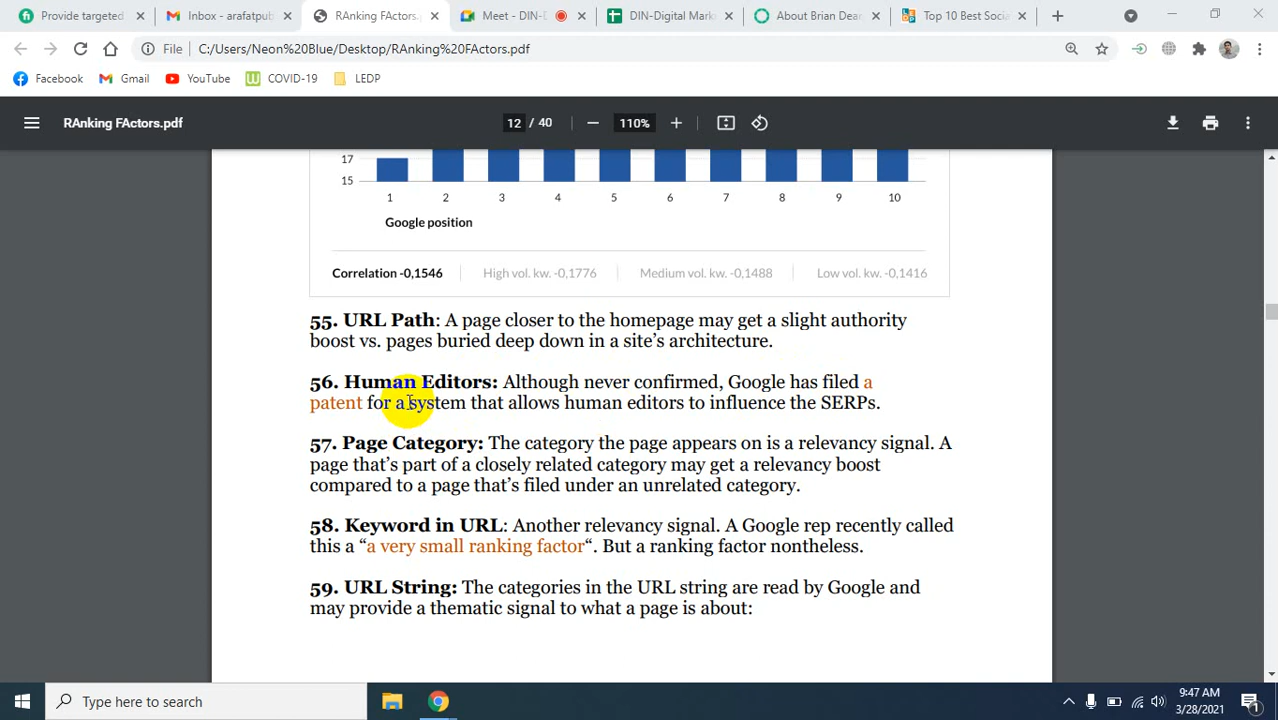 Provide targeted
Inbox - arafatpub
RAnking FActors.p
Meet - DIN-D
DIN-Digital Mark
About Brian Dean
Top 10 Best Socia
File C:/Users/Neon%20Blue/Desktop/RAnking%20FActors.pdf
Facebook Gmail YouTube COVID-19 LEDP
RAnking FActors.pdf 12 / 40 110%
17
15
1 2 3 4 5 6 7 8 9 10
Google position
Correlation -0,1546 High vol. kw. -0,1776 Medium vol. kw. -0,1488 Low vol. kw. -0,1416
55. URL Path: A page closer to the homepage may get a slight authority
boost vs. pages buried deep down in a site’s architecture.
56. Human Editors: Although never confirmed, Google has filed a
patent for a system that allows human editors to influence the SERPs.
57. Page Category: The category the page appears on is a relevancy signal. A
page that’s part of a closely related category may get a relevancy boost
compared to a page that’s filed under an unrelated category.
58. Keyword in URL: Another relevancy signal. A Google rep recently called
this a “a very small ranking factor“. But a ranking factor nontheless.
59. URL String: The categories in the URL string are read by Google and
may provide a thematic signal to what a page is about:
Type here to search
9:47 AM
3/28/2021